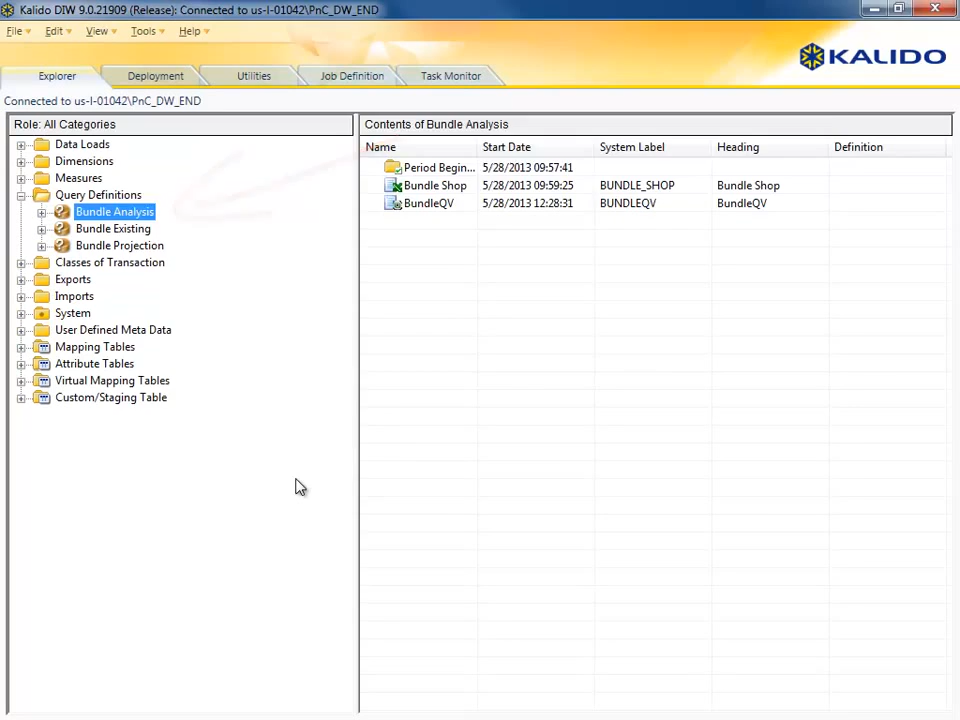 Kalido DIW 9.0.21909 (Release): Connected to us-l-01042\PnC_DW_END
File Edit View Tools Help
KALIDO
Explorer Deployment Utilities Job Definition Task Monitor
Connected to us-l-01042\PnC_DW_END
Role: All Categories
Data Loads
Dimensions
Measures
Query Definitions
Bundle Analysis
Bundle Existing
Bundle Projection
Classes of Transaction
Exports
Imports
System
User Defined Meta Data
Mapping Tables
Attribute Tables
Virtual Mapping Tables
Custom/Staging Table
Contents of Bundle Analysis
Name Start Date System Label Heading Definition
Period Begin... 5/28/2013 09:57:41
Bundle Shop 5/28/2013 09:59:25 BUNDLE_SHOP Bundle Shop
BundleQV 5/28/2013 12:28:31 BUNDLEQV BundleQV